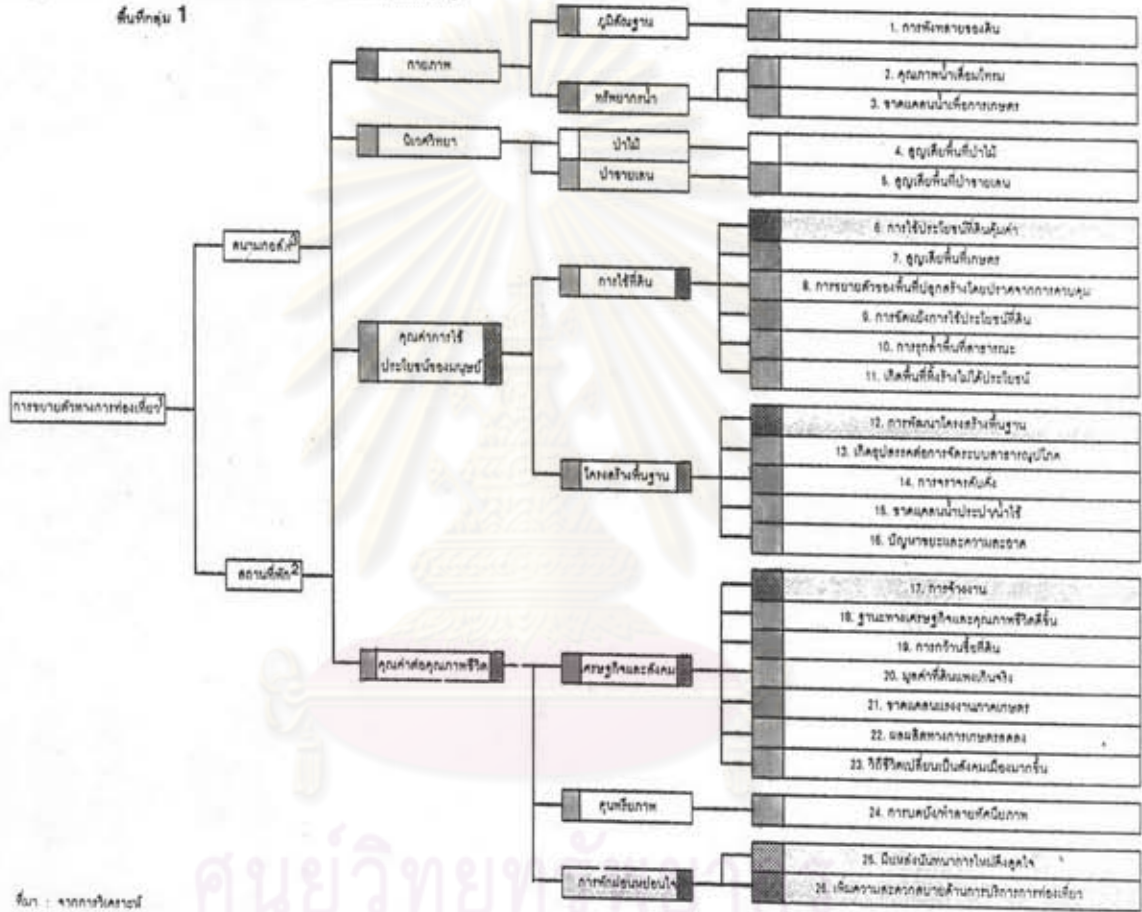 พื้นที่กลุ่ม 1
การขยายตัวทางการท่องเที่ยว1
สนามกอล์ฟ3
สถานที่พัก2
กายภาพ
นิเวศวิทยา
คุณค่าการใช้
ประโยชน์ของมนุษย์
คุณค่าต่อคุณภาพชีวิต
ภูมิสัณฐาน
ทรัพยากรน้ำ
ป่าไม้
ป่าชายเลน
การใช้ที่ดิน
โครงสร้างพื้นฐาน
เศรษฐกิจและสังคม
สุนทรียภาพ
การพักผ่อนหย่อนใจ
1. การพังทลายของดิน
2. คุณภาพน้ำเสื่อมโทรม
3. ขาดแคลนน้ำเพื่อการเกษตร
4. สูญเสียพื้นที่ป่าไม้
5. สูญเสียพื้นที่ป่าชายเลน
6. การใช้ประโยชน์ที่ดินคุ้มค่า
7. สูญเสียพื้นที่เกษตร
8. การขยายตัวของพื้นที่ปลูกสร้างโดยปราศจากการควบคุม
9. การขัดแย้งการใช้ประโยชน์ที่ดิน
10. การรุกล้ำพื้นที่สาธารณะ
11. เกิดพื้นที่ทิ้งร้างไม่ได้ประโยชน์
12. การพัฒนาโครงสร้างพื้นฐาน
13. เกิดอุปสรรคต่อการจัดระบบสาธารณูปโภค
14. การจราจรคับคั่ง
15. ขาดแคลนน้ำประปาน้ำใช้
16. ปัญหาขยะและความสะอาด
17. การจ้างงาน
18. ฐานะทางเศรษฐกิจและคุณภาพชีวิตดีขึ้น
19. การกว้านซื้อที่ดิน
20. มูลค่าที่ดินแพงเกินจริง
21. ขาดแคลนแรงงานภาคเกษตร
22. ผลผลิตทางการเกษตรลดลง
23. วิถีชีวิตเปลี่ยนเป็นสังคมเมืองมากขึ้น
24. การบดบังทำลายทัศนียภาพ
25. มีแหล่งนันทนาการใหม่ดึงดูดใจ
26. เพิ่มความสะดวกสบายด้านการบริการการท่องเที่ยว
ที่มา : จากการวิเคราะห์
ศูนย์วิทยทรัพยากร